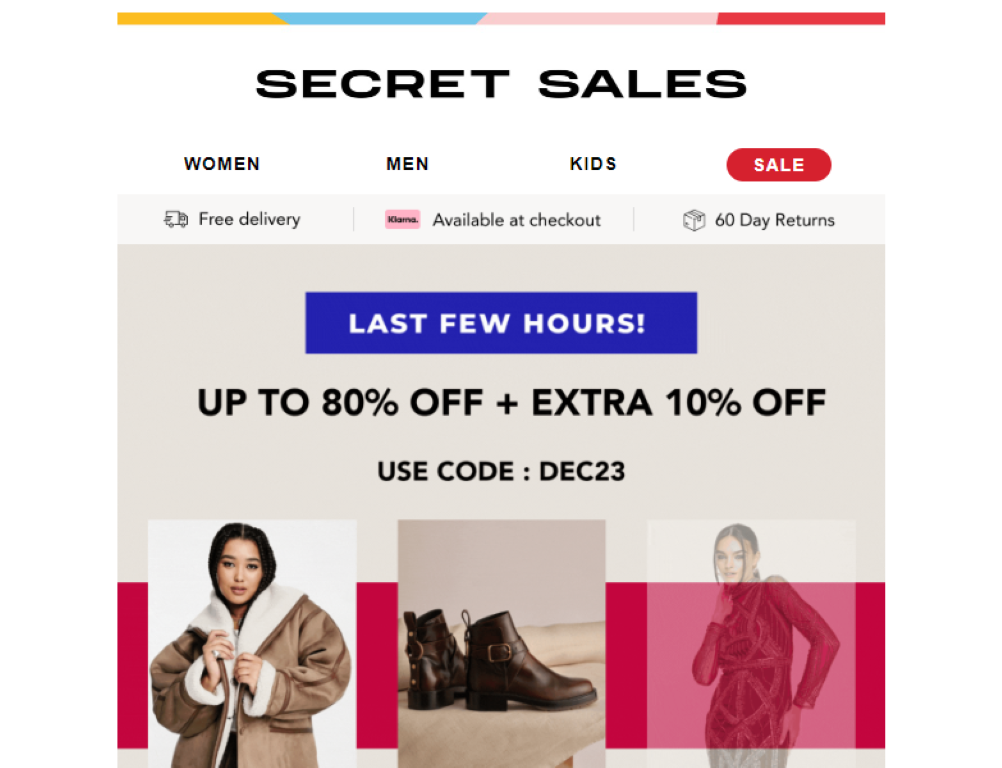 SECRET SALES
WOMEN MEN KIDS SALE
Free delivery Klarna. Available at checkout 60 Day Returns
LAST FEW HOURS!
UP TO 80% OFF + EXTRA 10% OFF
USE CODE : DEC23